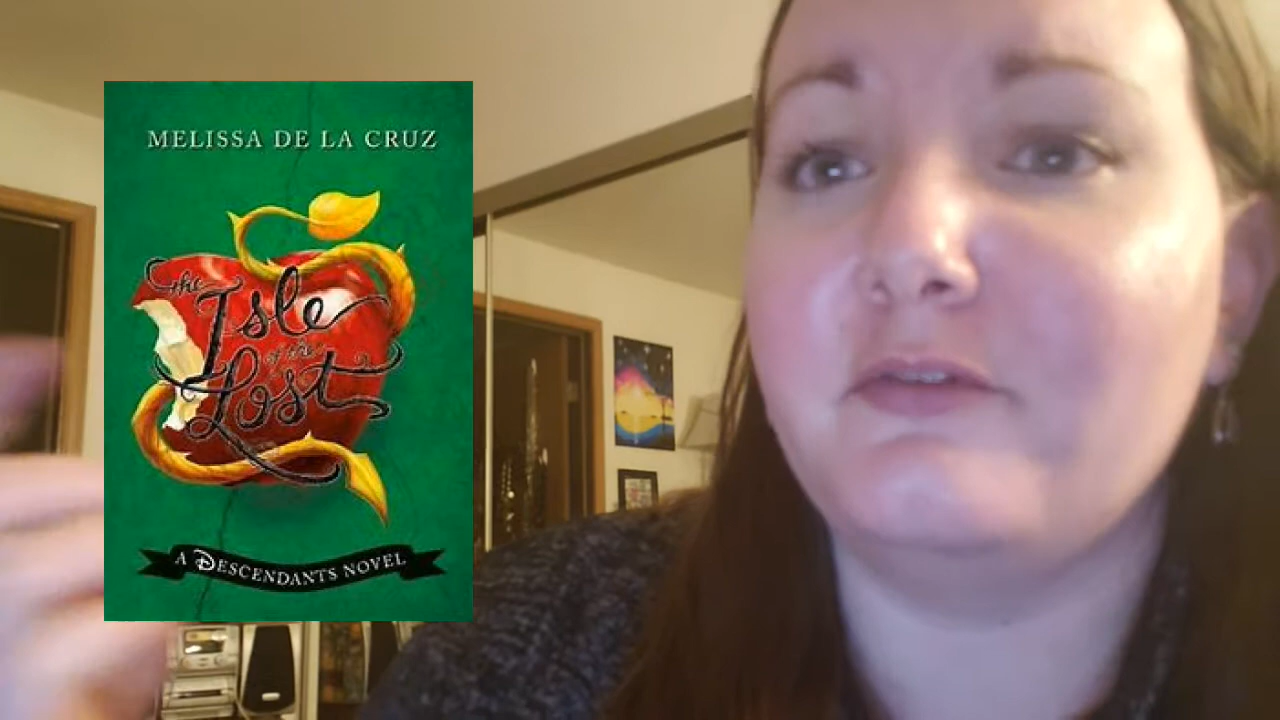 MELISSA DE LA CRUZ
The
Isle
of the
Lost
A DESCENDANTS NOVEL